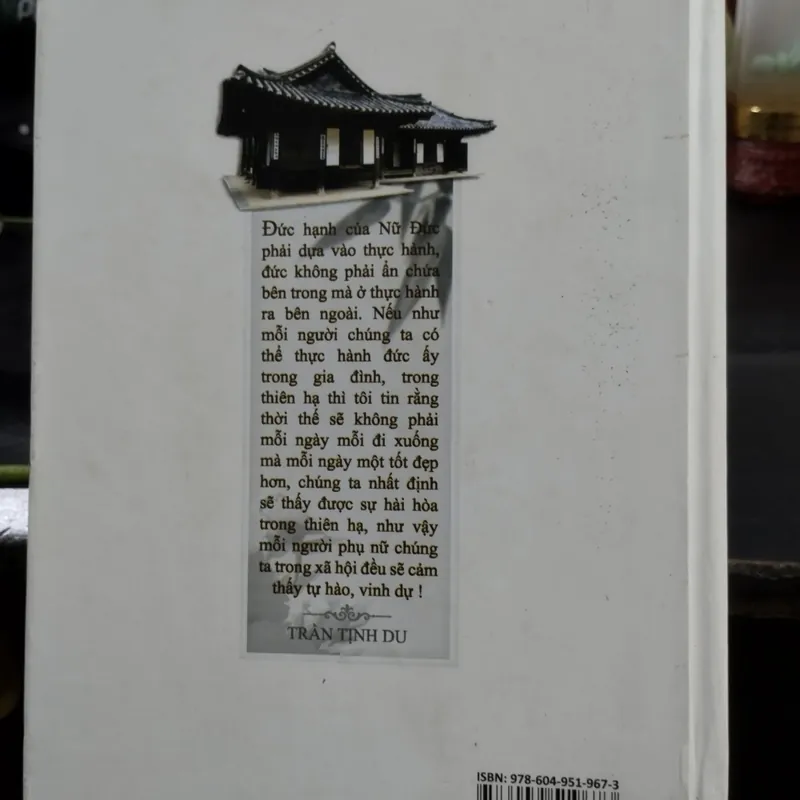 Đức hạnh của Nữ Đức
phải dựa vào thực hành,
đức không phải ẩn chứa
bên trong mà ở thực hành
ra bên ngoài. Nếu như
mỗi người chúng ta có
thể thực hành đức ấy
trong gia đình, trong
thiên hạ thì tôi tin rằng
thời thế sẽ không phải
mỗi ngày mỗi đi xuống
mà mỗi ngày một tốt đẹp
hơn, chúng ta nhất định
sẽ thấy được sự hài hòa
trong thiên hạ, như vậy
mỗi người phụ nữ chúng
ta trong xã hội đều sẽ cảm
thấy tự hào, vinh dự !
TRẦN TỊNH DU
ISBN: 978-604-951-967-3